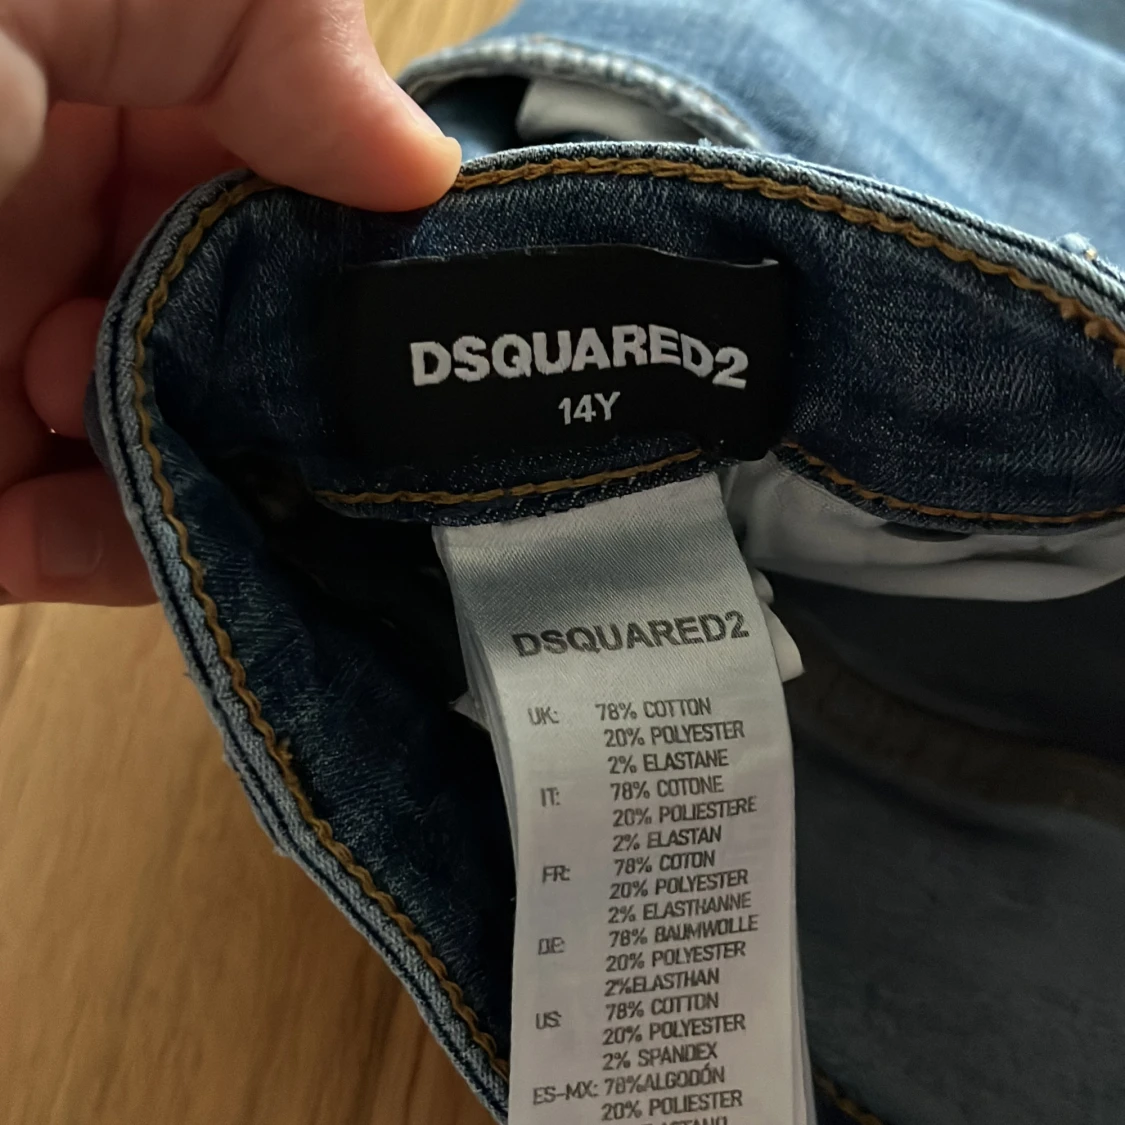 DSQUARED2
14Y
DSQUARED2
UK: 78% COTTON
20% POLYESTER
2% ELASTANE
IT: 78% COTONE
20% POLIESTERE
2% ELASTAN
FR: 78% COTON
20% POLYESTER
2% ELASTHANNE
DE: 78% BAUMWOLLE
20% POLYESTER
2%ELASTHAN
US: 78% COTTON
20% POLYESTER
2% SPANDEX
ES-MX: 78%ALGODÓN
20% POLIESTER